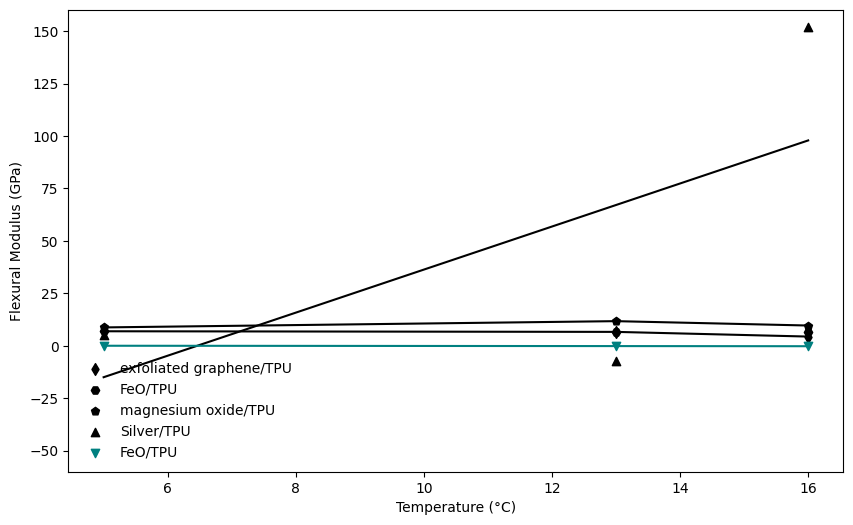 150
125
100
75
50
25
0
−25
−50
Flexural Modulus (GPa)
exfoliated graphene/TPU
FeO/TPU
magnesium oxide/TPU
Silver/TPU
FeO/TPU
6 8 10 12 14 16
Temperature (°C)